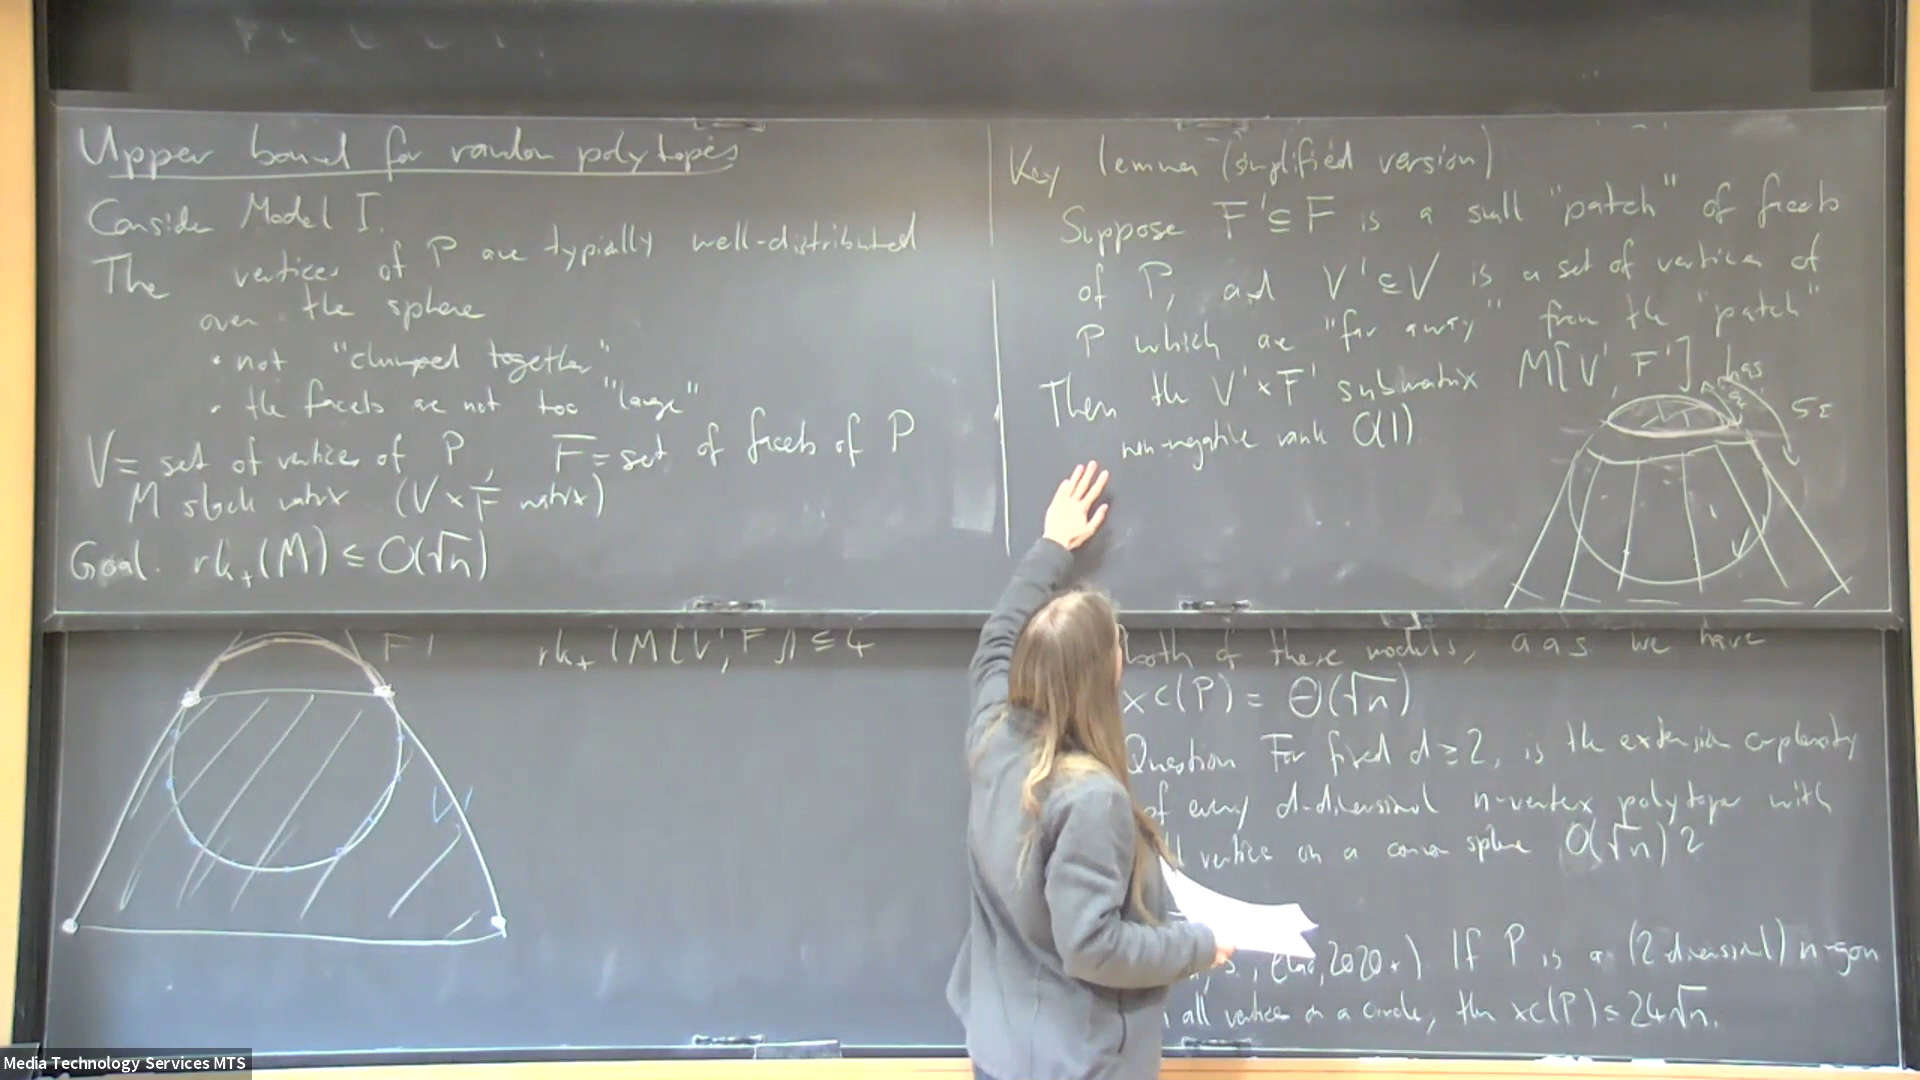 Upper bound for random polytopes
Consider Model I.
The vertices of P are typically well-distributed
over the sphere
• not "clumped together"
• the facets are not too "large"
V = set of vertices of P, F = set of facets of P
M slack matrix (V × F matrix)
Goal. rk₊(M) ≤ O(√n)
Key lemma (simplified version)
Suppose F' ⊆ F is a small "patch" of facets
of P, and V' ⊆ V is a set of vertices of
P which are "far away" from the "patch"
Then the V' × F' submatrix M[V', F'] has
non-negative rank O(1)
ε
5ε
F'
V'
rk₊(M[V', F']) ≤ 4
both of these models, aas we have
xc(P) = Θ(√n)
Question For fixed d ≥ 2, is the extension complexity
of every d-dimensional n-vertex polytope with
vertices on a common sphere O(√n)?
2020+) If P is a (2-dimensional) n-gon
all vertices on a circle, then xc(P) ≤ 24√n.
Media Technology Services MTS